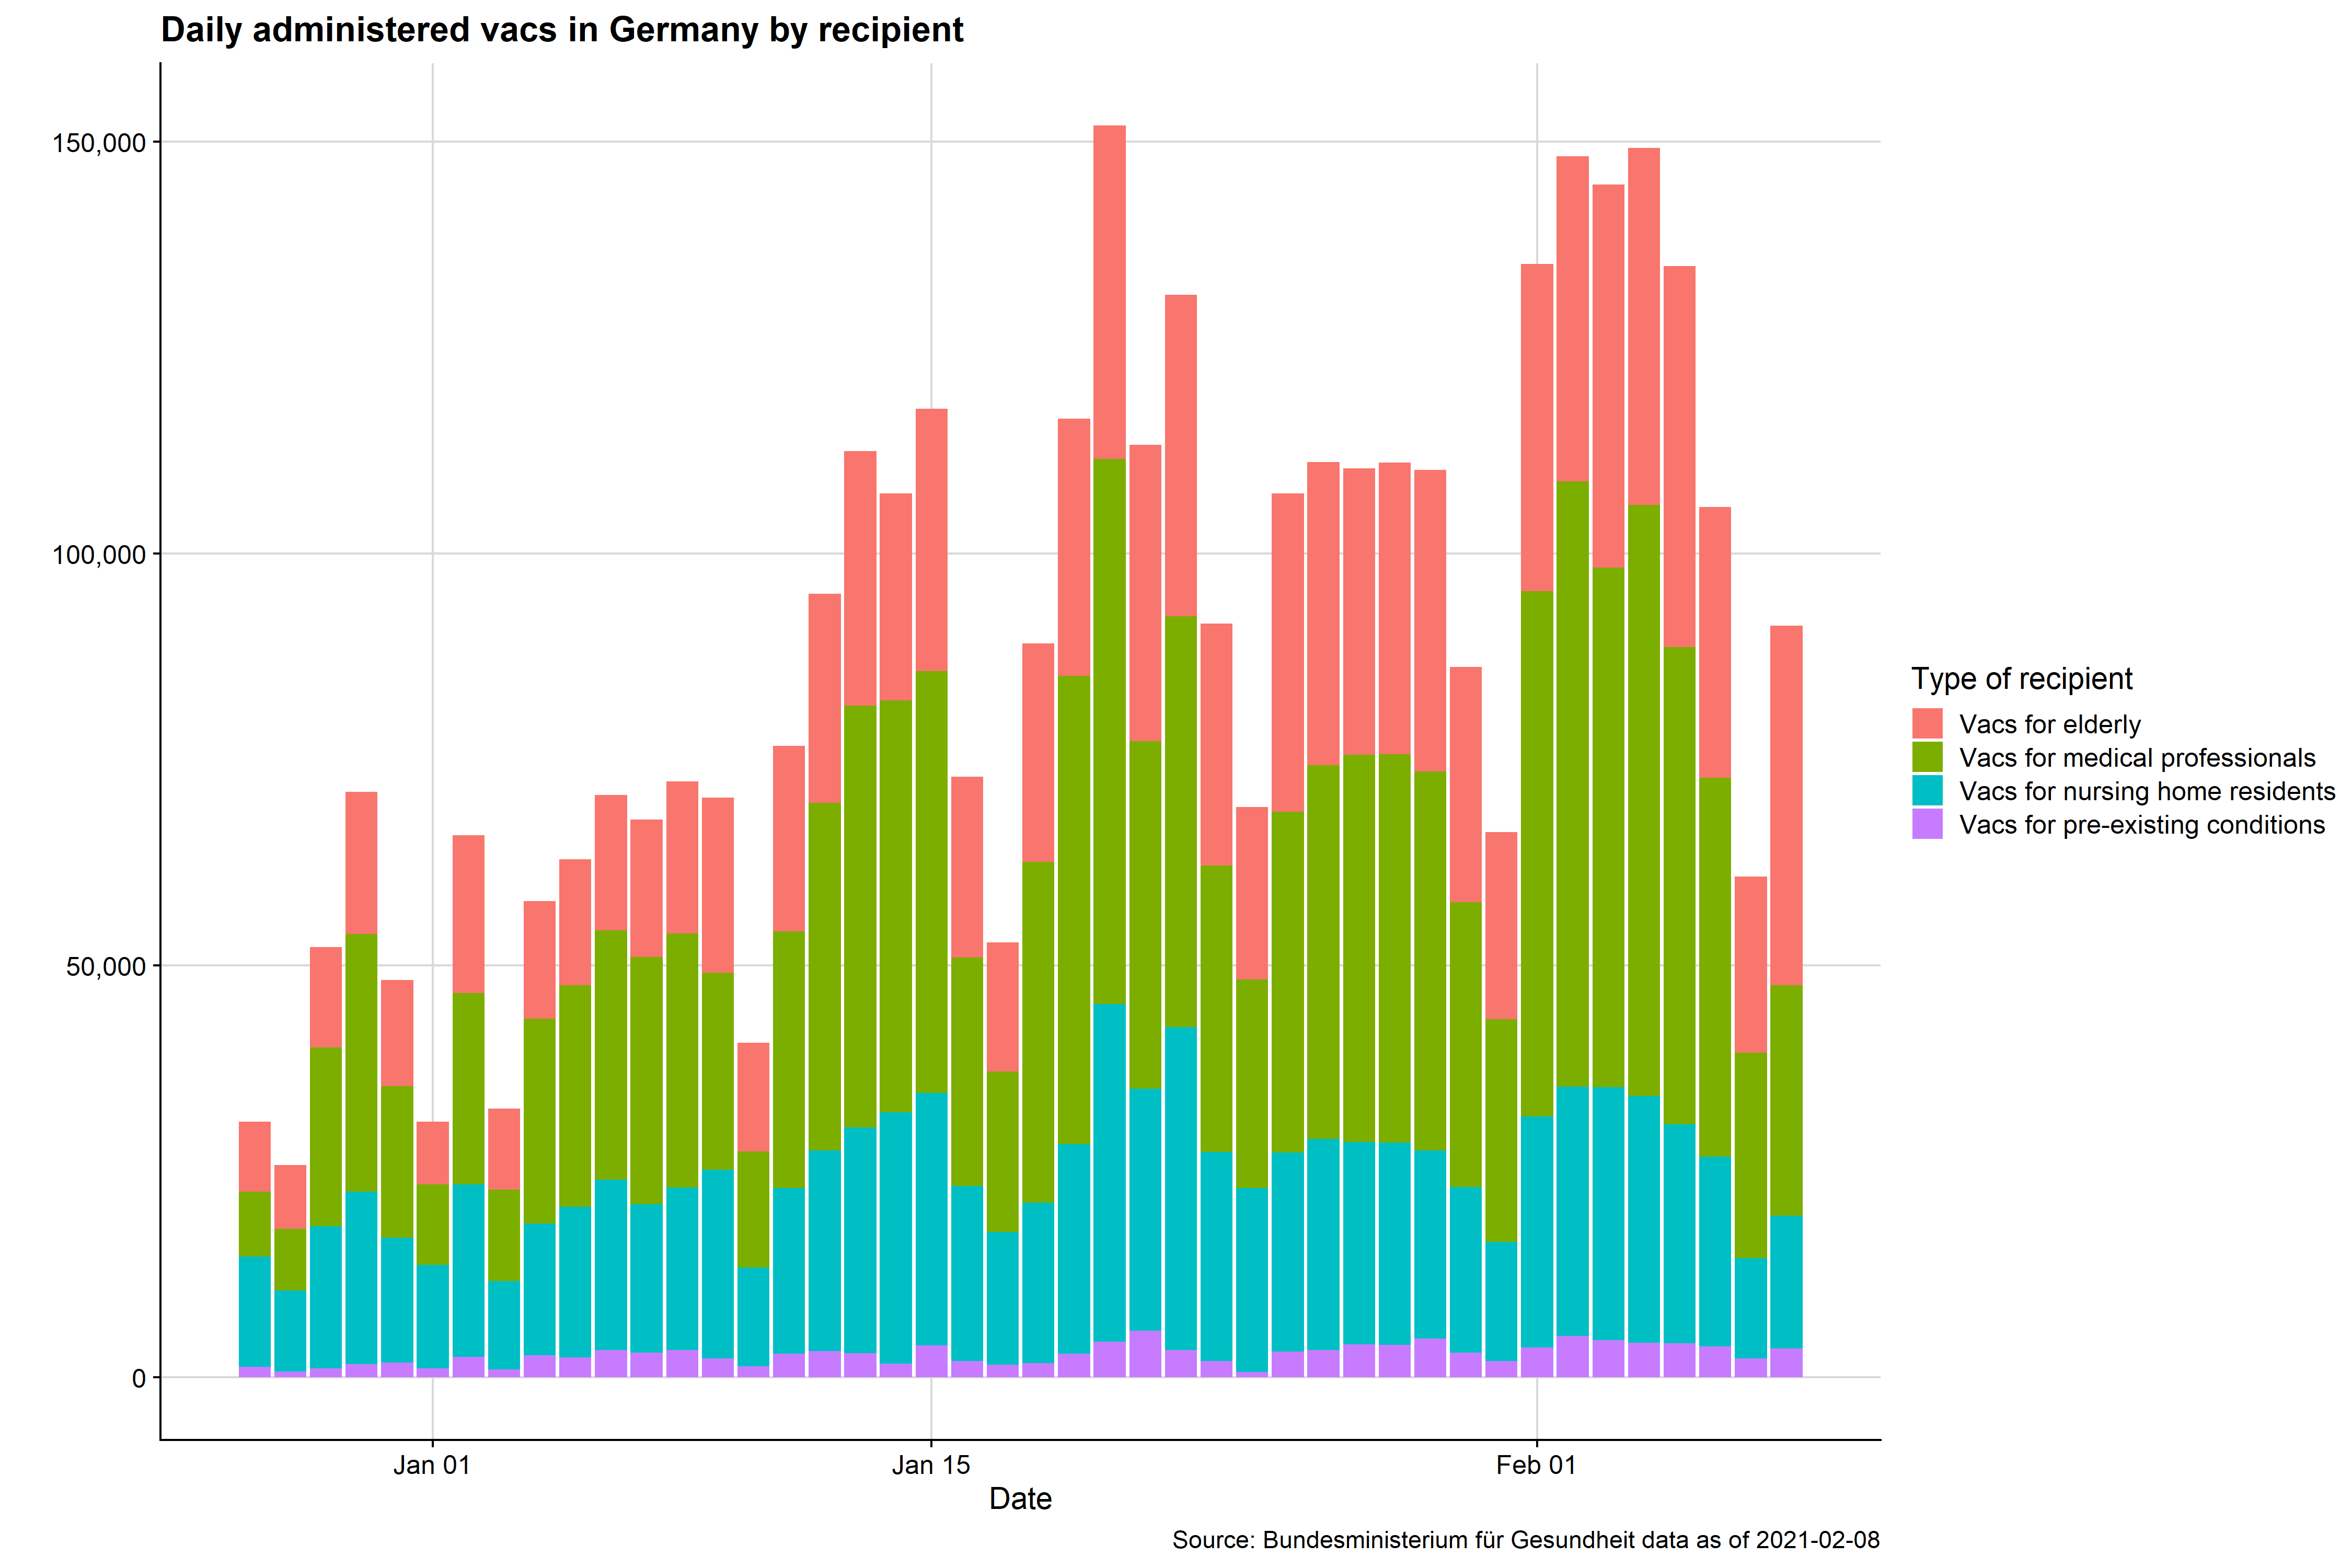 Daily administered vacs in Germany by recipient
150,000
100,000
50,000
0
Jan 01
Jan 15
Feb 01
Date
Type of recipient
Vacs for elderly
Vacs for medical professionals
Vacs for nursing home residents
Vacs for pre-existing conditions
Source: Bundesministerium für Gesundheit data as of 2021-02-08